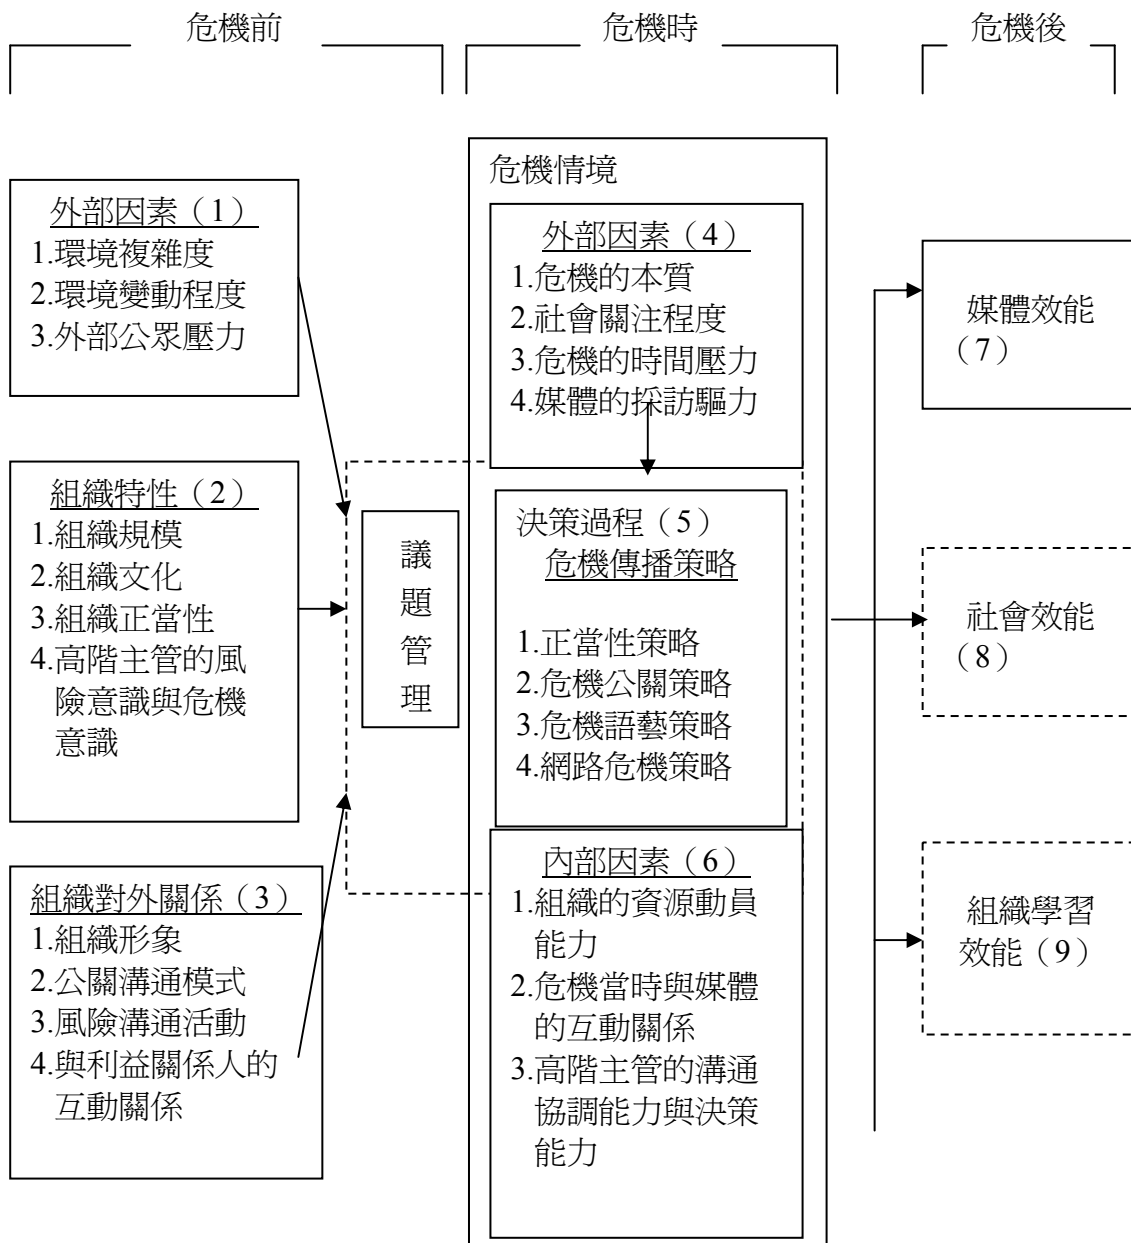 危機前
危機時
危機後
外部因素（1）
1.環境複雜度
2.環境變動程度
3.外部公眾壓力
組織特性（2）
1.組織規模
2.組織文化
3.組織正當性
4.高階主管的風
險意識與危機
意識
組織對外關係（3）
1.組織形象
2.公關溝通模式
3.風險溝通活動
4.與利益關係人的
互動關係
議
題
管
理
危機情境
外部因素（4）
1.危機的本質
2.社會關注程度
3.危機的時間壓力
4.媒體的採訪驅力
決策過程（5）
危機傳播策略
1.正當性策略
2.危機公關策略
3.危機語藝策略
4.網路危機策略
內部因素（6）
1.組織的資源動員
能力
2.危機當時與媒體
的互動關係
3.高階主管的溝通
協調能力與決策
能力
媒體效能
（7）
社會效能
（8）
組織學習
效能（9）